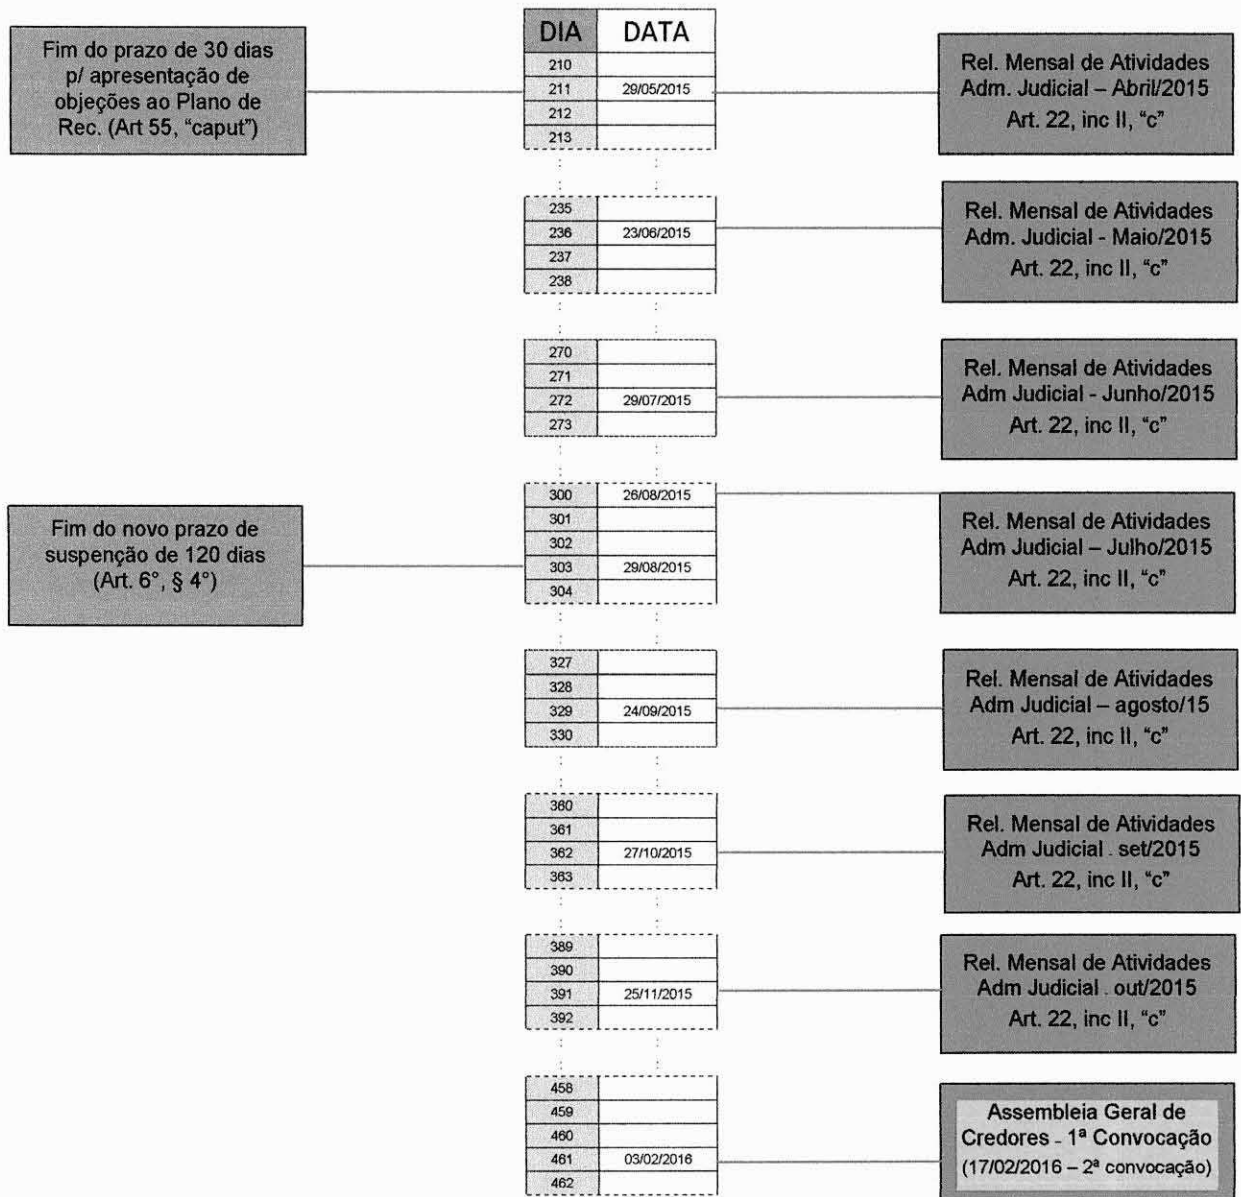 DIA DATA
Fim do prazo de 30 dias
p/ apresentação de
objeções ao Plano de
Rec. (Art 55, “caput”)
210
211 29/05/2015
212
213
Rel. Mensal de Atividades
Adm. Judicial – Abril/2015
Art. 22, inc II, “c”
235
236 23/06/2015
237
238
Rel. Mensal de Atividades
Adm. Judicial - Maio/2015
Art. 22, inc II, “c”
270
271
272 29/07/2015
273
Rel. Mensal de Atividades
Adm Judicial - Junho/2015
Art. 22, inc II, “c”
300 26/08/2015
301
302
303 29/08/2015
304
Fim do novo prazo de
suspenção de 120 dias
(Art. 6°, § 4°)
Rel. Mensal de Atividades
Adm Judicial – Julho/2015
Art. 22, inc II, “c”
327
328
329 24/09/2015
330
Rel. Mensal de Atividades
Adm Judicial – agosto/15
Art. 22, inc II, “c”
360
361
362 27/10/2015
363
Rel. Mensal de Atividades
Adm Judicial . set/2015
Art. 22, inc II, “c”
389
390
391 25/11/2015
392
Rel. Mensal de Atividades
Adm Judicial . out/2015
Art. 22, inc II, “c”
458
459
460
461 03/02/2016
462
Assembleia Geral de
Credores - 1ª Convocação
(17/02/2016 – 2ª convocação)